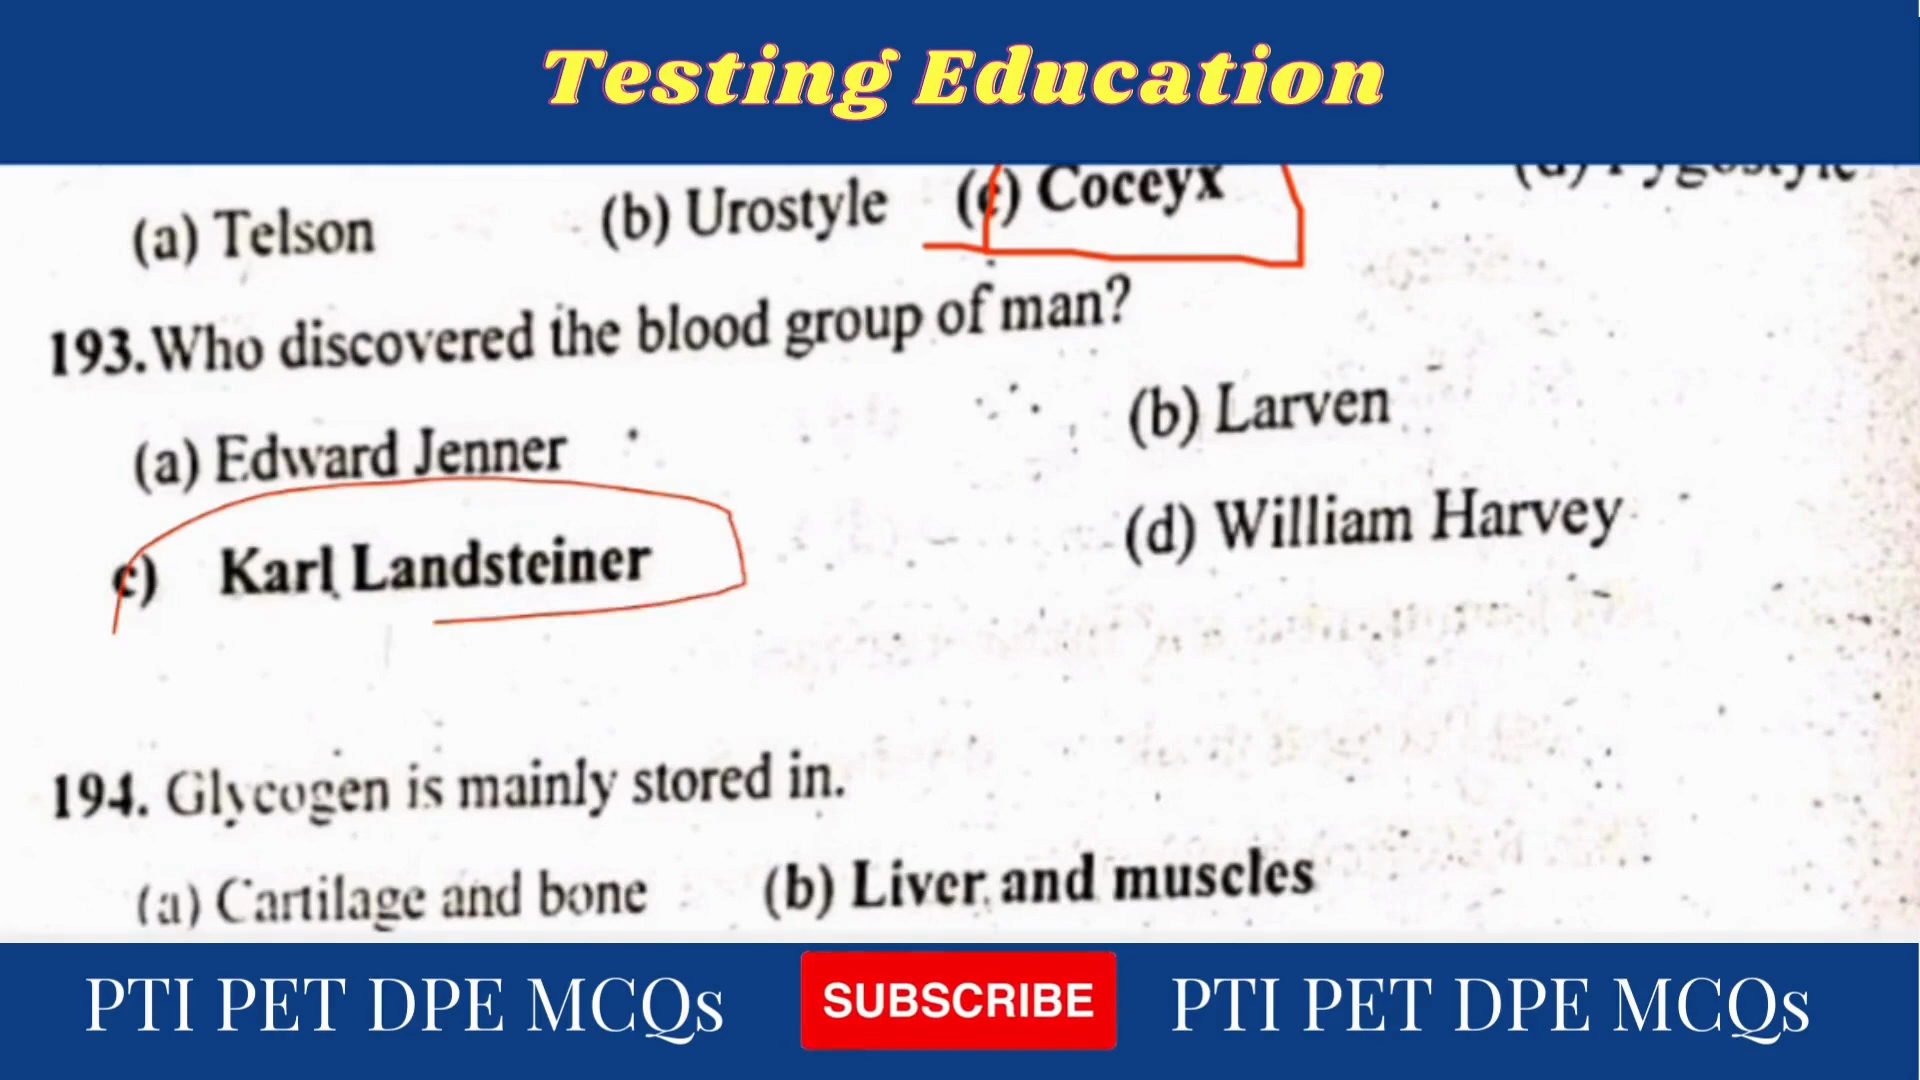 Testing Education
(a) Telson (b) Urostyle (c) Coceyx (d) Pygostyle
193. Who discovered the blood group of man?
(a) Edward Jenner (b) Larven
c) Karl Landsteiner (d) William Harvey
194. Glycogen is mainly stored in.
(a) Cartilage and bone (b) Liver and muscles
PTI PET DPE MCQs SUBSCRIBE PTI PET DPE MCQs